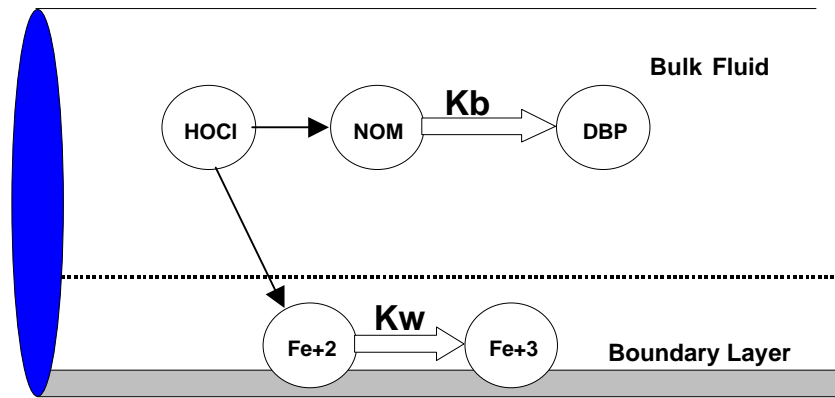 Bulk Fluid
Kb
HOCl
NOM
DBP
Kw
Fe+2
Fe+3
Boundary Layer